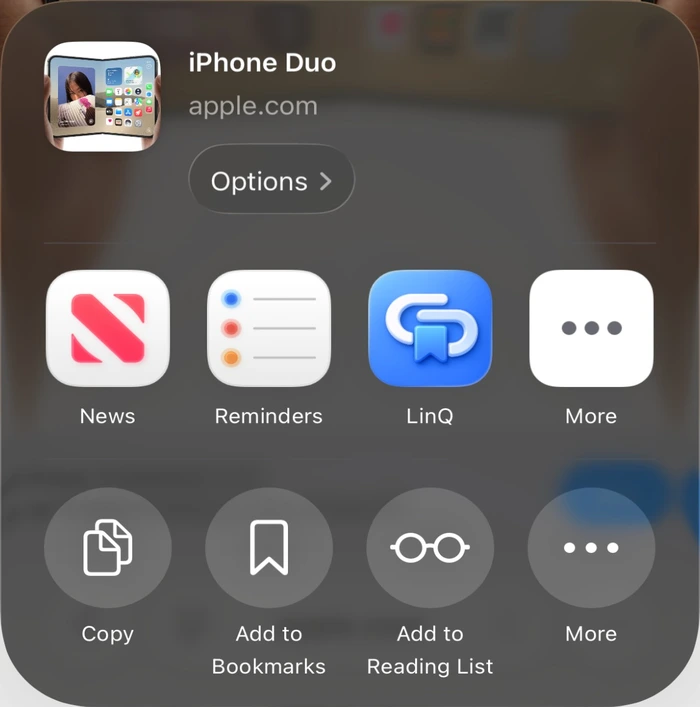 iPhone Duo
apple.com
Options
News
Reminders
LinQ
More
Copy
Add to
Bookmarks
Add to
Reading List
More